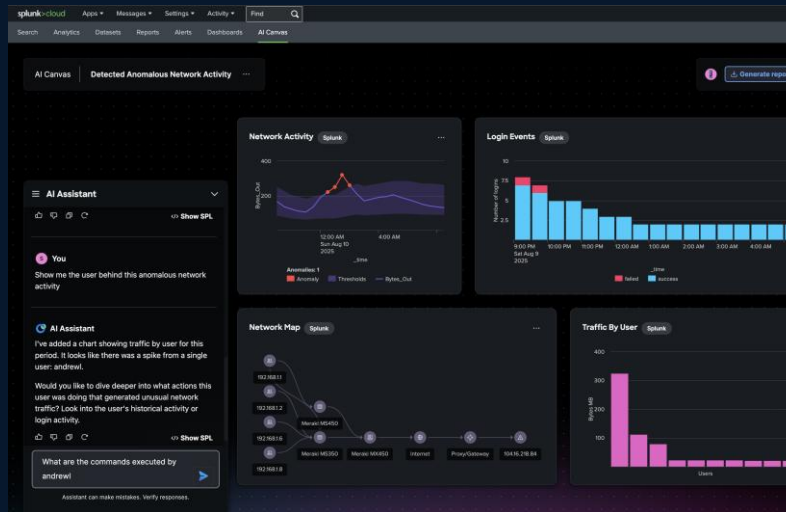 splunk>cloud Apps Messages Settings Activity Find
Search Analytics Datasets Reports Alerts Dashboards AI Canvas
AI Canvas Detected Anomalous Network Activity ...
Generate repo
AI Assistant
Show SPL
You
Show me the user behind this anomalous network
activity
AI Assistant
I've added a chart showing traffic by user for this
period. It looks like there was a spike from a single
user: andrewl.
Would you like to dive deeper into what actions this
user was doing that generated unusual network
traffic? Look into the user's historical activity or
login activity.
Show SPL
What are the commands executed by
andrewl
Assistant can make mistakes. Verify responses.
Network Activity Splunk ...
400
200
Bytes_Out
12:00 AM 4:00 AM
Sun Aug 10
2025
_time
Anomalies: 1
Anomaly Thresholds Bytes_Out
Login Events Splunk
10
7.5
5
2.5
Number of logins
9:00 PM 10:00 PM 11:00 PM 12:00 AM 1:00 AM 2:00 AM 3:00 AM 4:00 AM
Sat Aug 9
2025
_time
failed success
Network Map Splunk ...
192.168.1.1
192.168.1.2
192.168.1.6
192.168.1.8
Meraki MS450
Meraki MS350 Meraki MX450 Internet Proxy/Gateway 104.16.218.84
Traffic By User Splunk
400
300
200
100
Bytes MB
Users